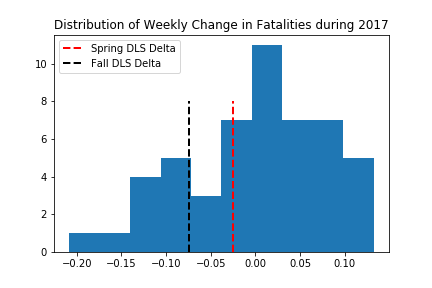 Distribution of Weekly Change in Fatalities during 2017
Spring DLS Delta
Fall DLS Delta
10
8
6
4
2
0
−0.20 −0.15 −0.10 −0.05 0.00 0.05 0.10